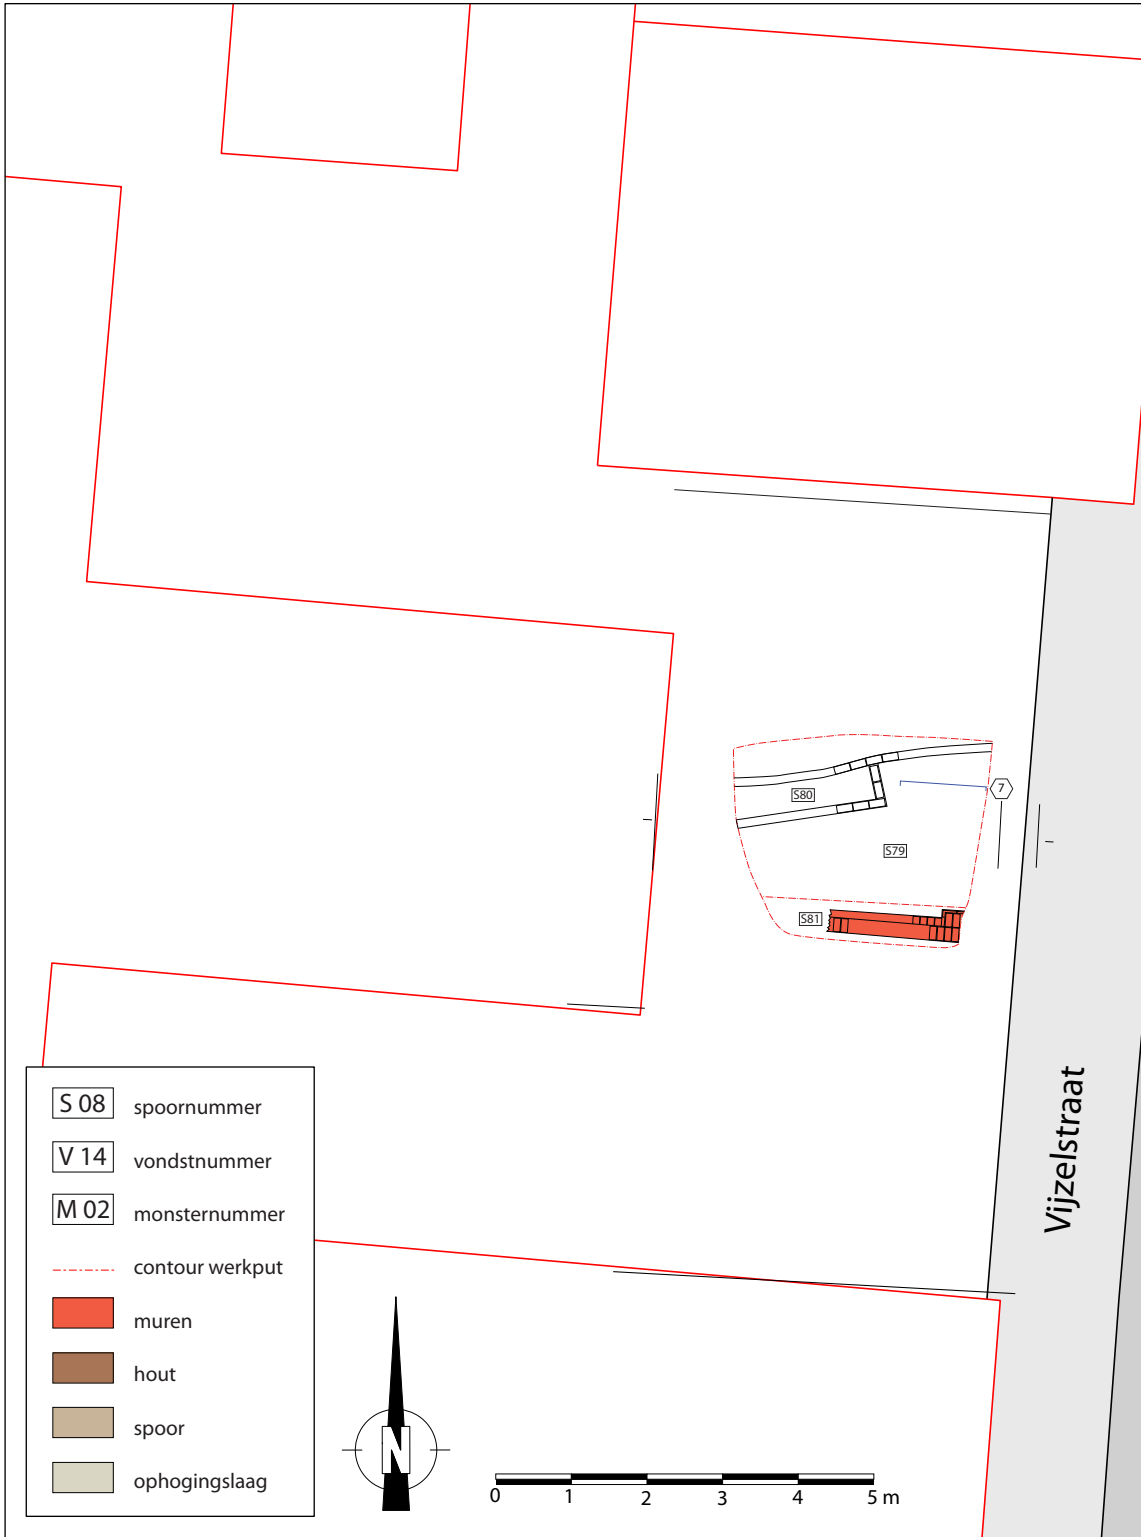 S80
7
S79
S81
Vijzelstraat
S 08 spoornummer
V 14 vondstnummer
M 02 monsternummer
contour werkput
muren
hout
spoor
ophogingslaag
N
0 1 2 3 4 5 m